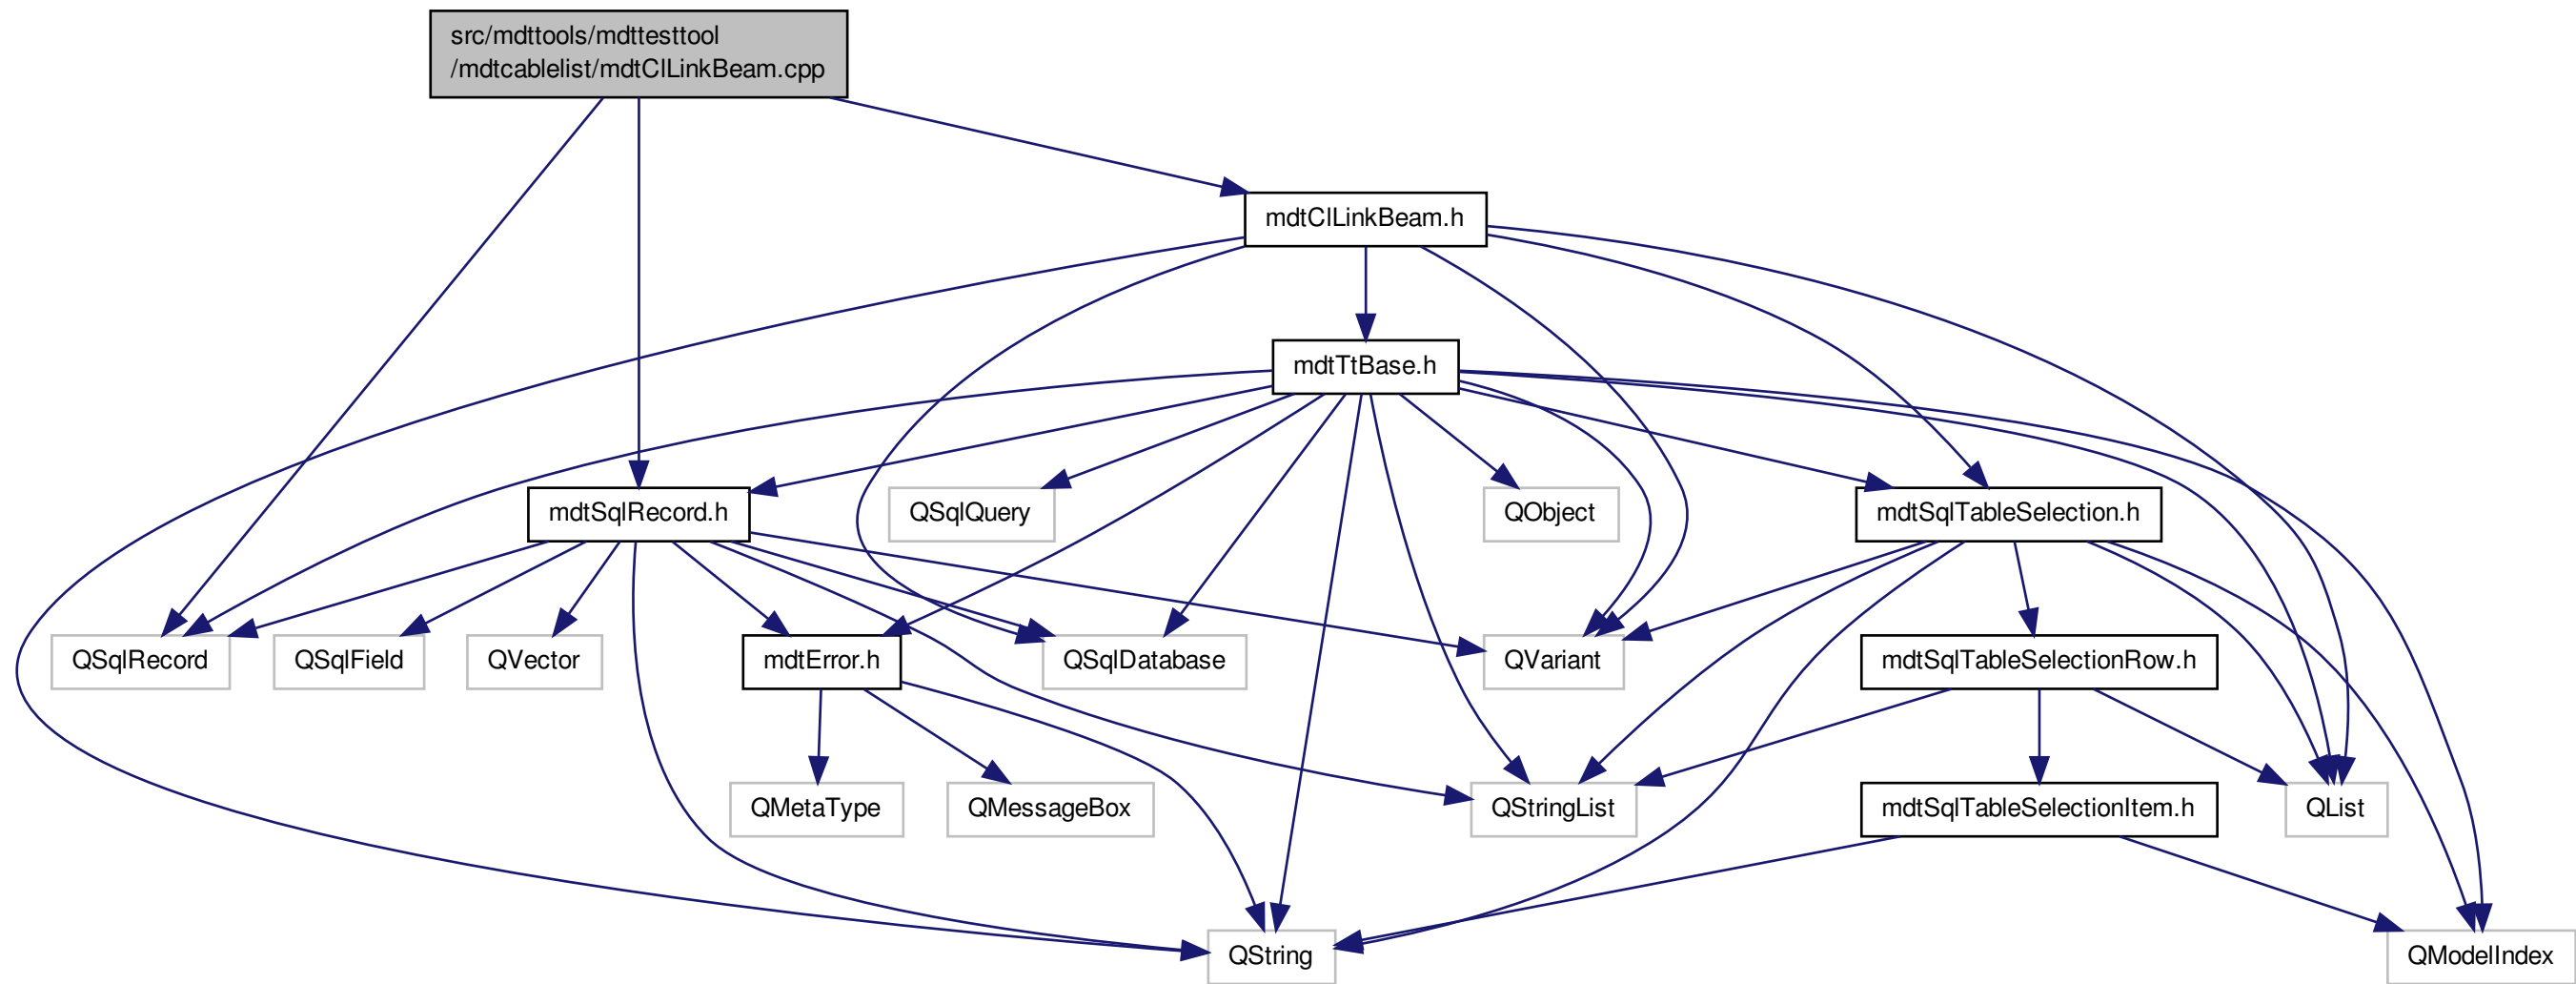 src/mdttools/mdttesttool
/mdtcablelist/mdtClLinkBeam.cpp
mdtClLinkBeam.h
mdtTtBase.h
mdtSqlRecord.h
QSqlQuery
QObject
mdtSqlTableSelection.h
QSqlRecord
QSqlField
QVector
mdtError.h
QSqlDatabase
QVariant
mdtSqlTableSelectionRow.h
QMetaType
QMessageBox
QStringList
mdtSqlTableSelectionItem.h
QList
QString
QModelIndex